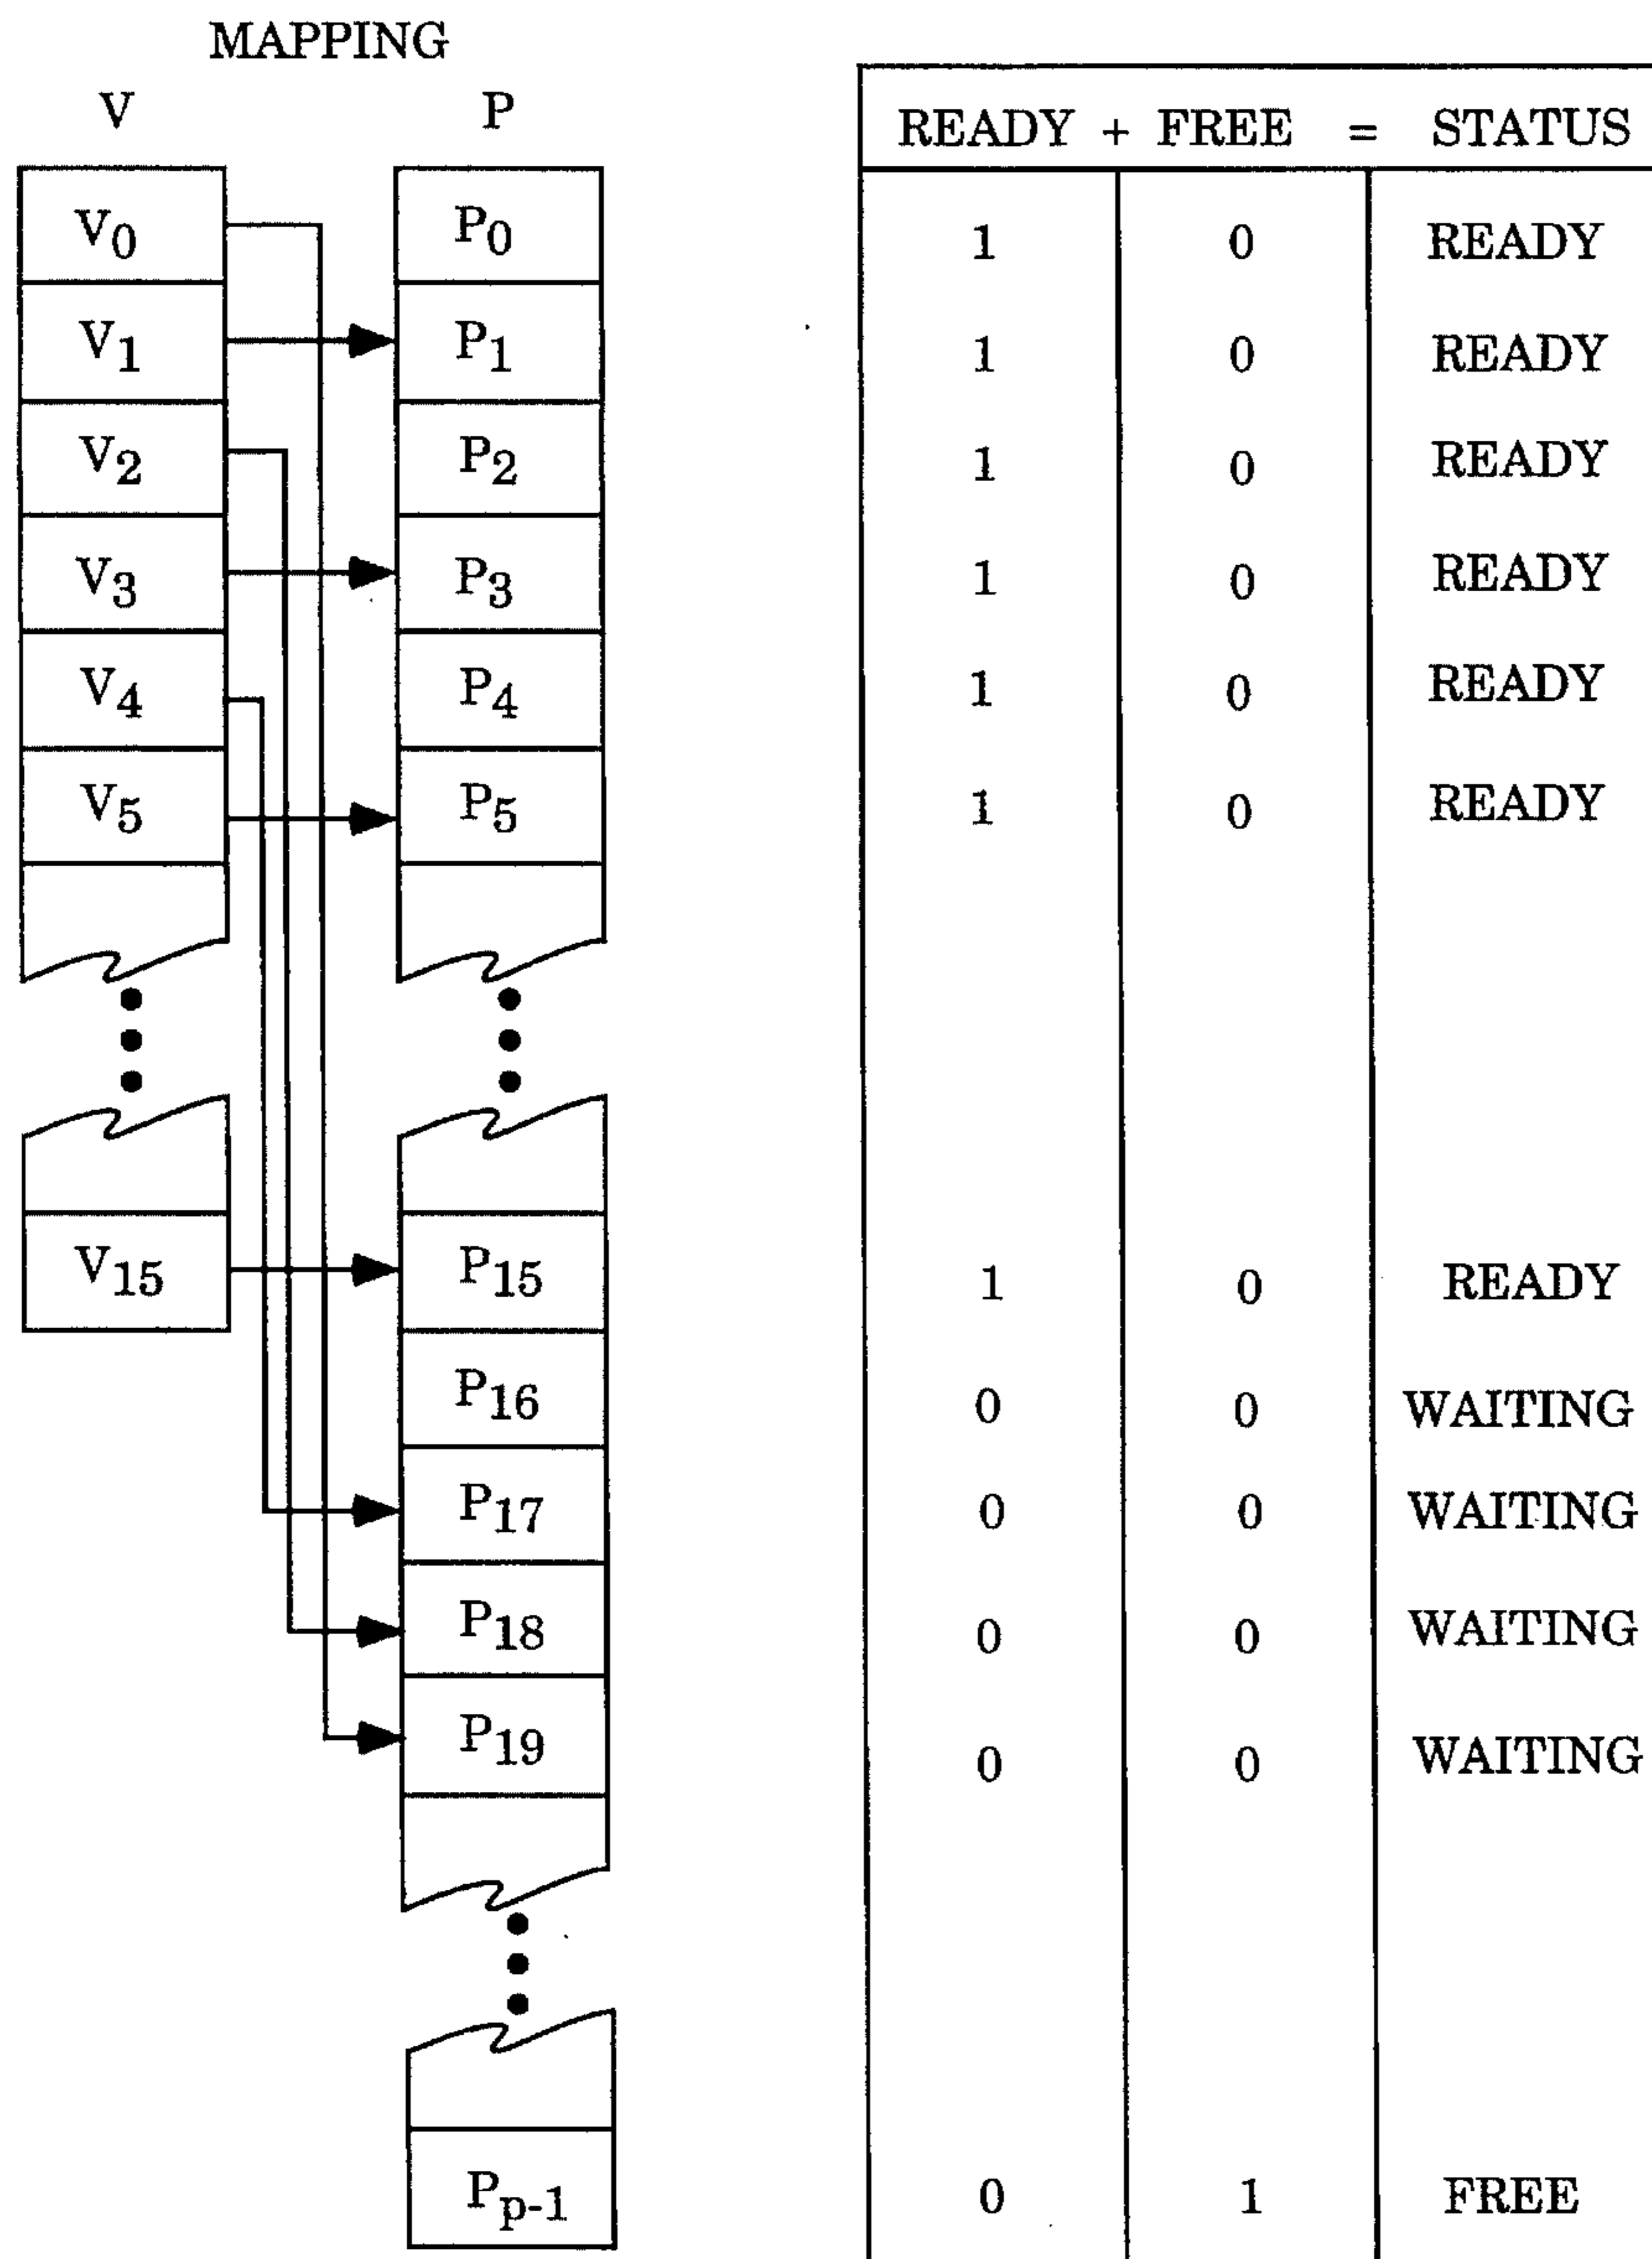 MAPPING
V P READY + FREE = STATUS
V0 P0 1 0 READY
V1 P1 1 0 READY
V2 P2 1 0 READY
V3 P3 1 0 READY
V4 P4 1 0 READY
V5 P5 1 0 READY
V15 P15 1 0 READY
P16 0 0 WAITING
P17 0 0 WAITING
P18 0 0 WAITING
P19 0 0 WAITING
Pp-1 0 1 FREE